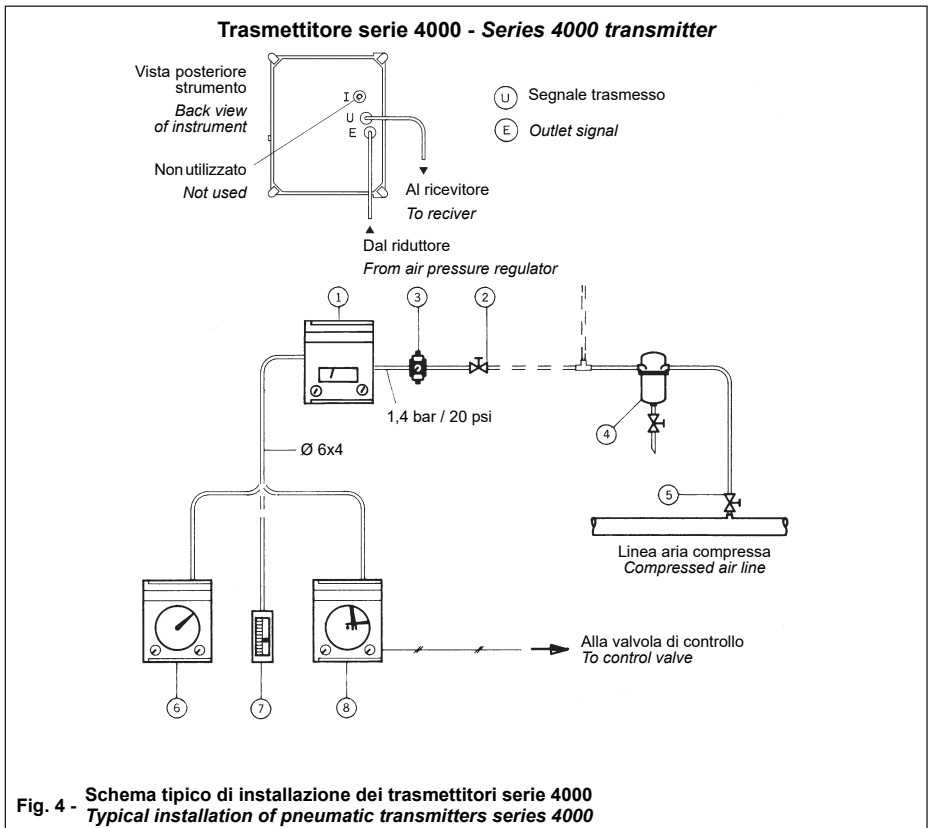 Trasmettitore serie 4000 - Series 4000 transmitter
Vista posteriore
strumento
Back view
of instrument
Non utilizzato
Not used
I
U
E
U Segnale trasmesso
E Outlet signal
Al ricevitore
To reciver
Dal riduttore
From air pressure regulator
1
3
2
1,4 bar / 20 psi
4
Ø 6x4
5
Linea aria compressa
Compressed air line
Alla valvola di controllo
To control valve
6
7
8
Fig. 4 - Schema tipico di installazione dei trasmettitori serie 4000
Typical installation of pneumatic transmitters series 4000